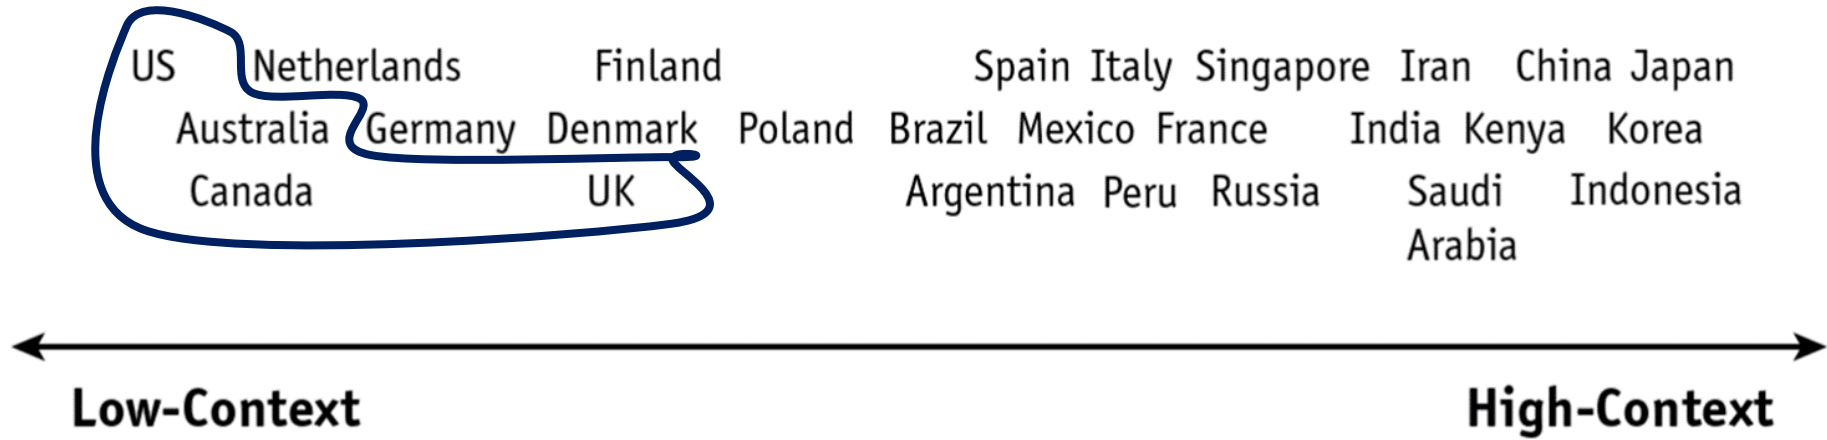 US Netherlands Finland Spain Italy Singapore Iran China Japan
Australia Germany Denmark Poland Brazil Mexico France India Kenya Korea
Canada UK Argentina Peru Russia Saudi Indonesia
Arabia
Low-Context High-Context